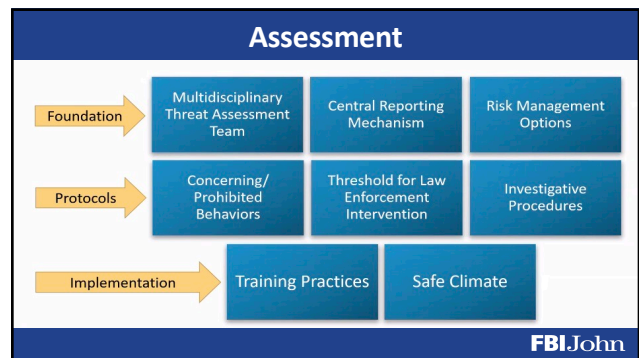 Assessment
Foundation
Multidisciplinary
Threat Assessment
Team
Central Reporting
Mechanism
Risk Management
Options
Protocols
Concerning/
Prohibited
Behaviors
Threshold for Law
Enforcement
Intervention
Investigative
Procedures
Implementation
Training Practices
Safe Climate
FBIJohn